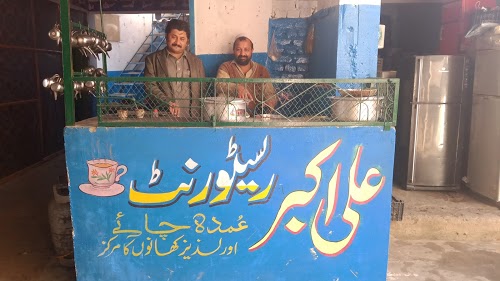 علی اکبر
ریسٹورنٹ
عمدہ چائے
اور لذیز کھانوں کا مرکز